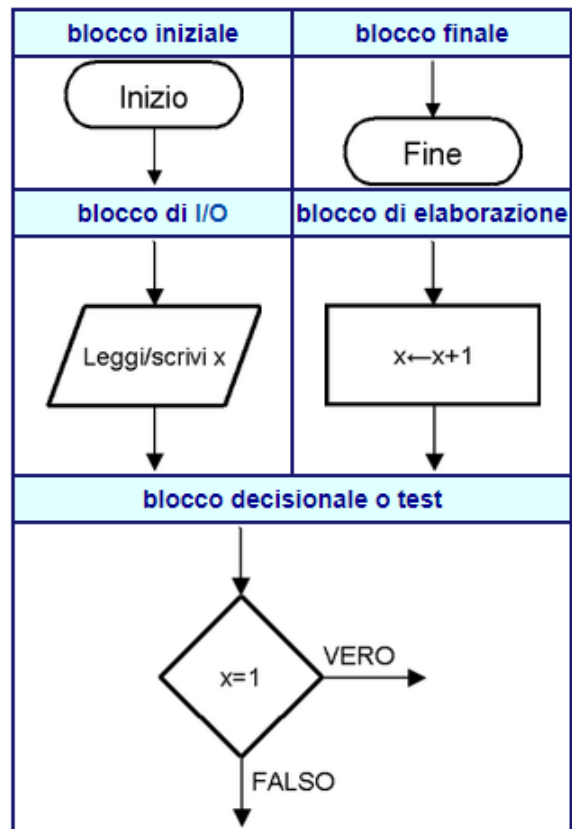 blocco iniziale
blocco finale
Inizio
Fine
blocco di I/O
blocco di elaborazione
Leggi/scrivi x
x←x+1
blocco decisionale o test
x=1
VERO
FALSO